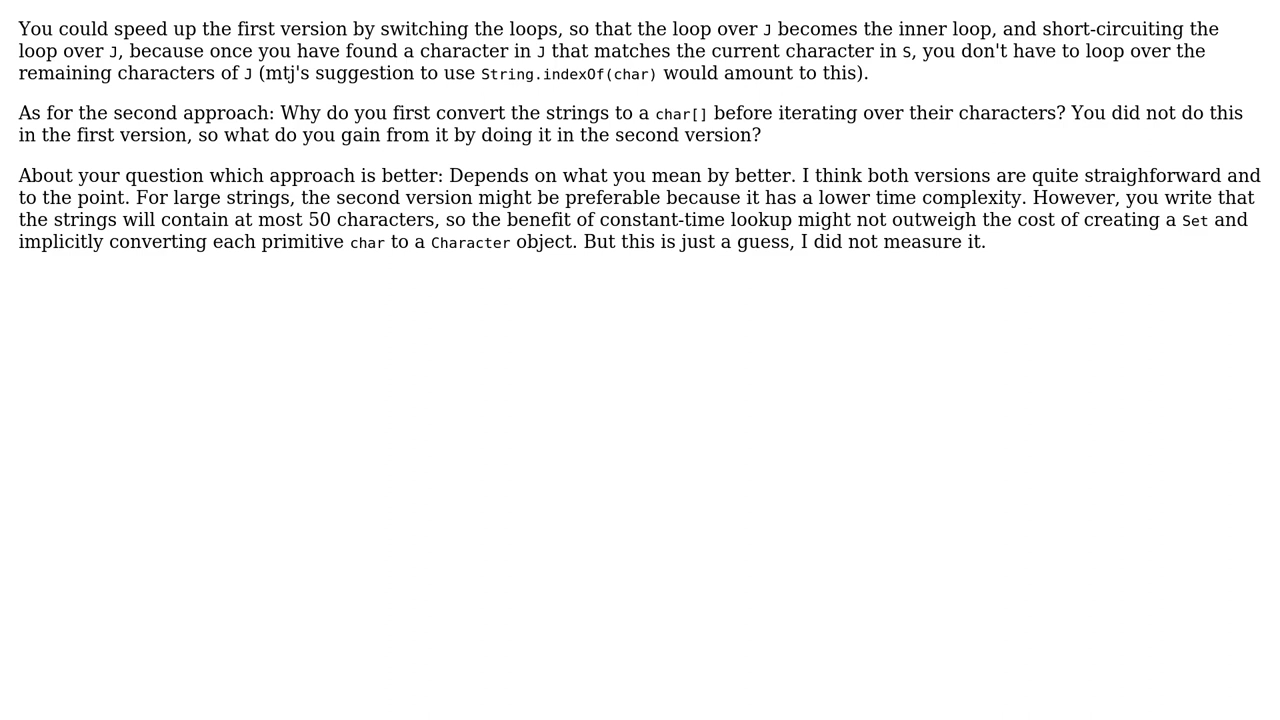 You could speed up the first version by switching the loops, so that the loop over J becomes the inner loop, and short-circuiting the
loop over J, because once you have found a character in J that matches the current character in S, you don't have to loop over the
remaining characters of J (mtj's suggestion to use String.indexOf(char) would amount to this).
As for the second approach: Why do you first convert the strings to a char[] before iterating over their characters? You did not do this
in the first version, so what do you gain from it by doing it in the second version?
About your question which approach is better: Depends on what you mean by better. I think both versions are quite straighforward and
to the point. For large strings, the second version might be preferable because it has a lower time complexity. However, you write that
the strings will contain at most 50 characters, so the benefit of constant-time lookup might not outweigh the cost of creating a Set and
implicitly converting each primitive char to a Character object. But this is just a guess, I did not measure it.